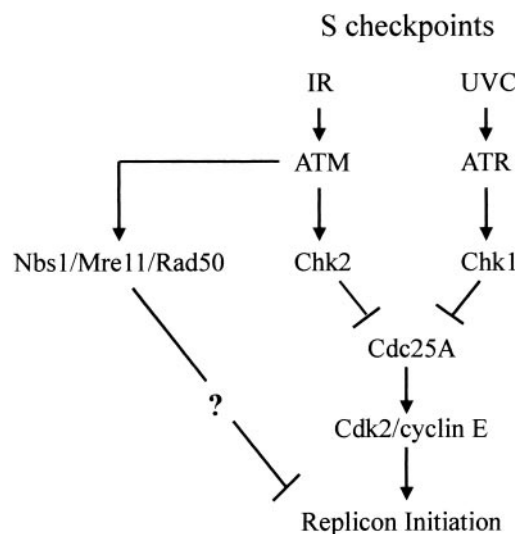 S checkpoints
IR UVC
ATM ATR
Nbs1/Mre11/Rad50 Chk2 Chk1
Cdc25A
?
Cdk2/cyclin E
Replicon Initiation